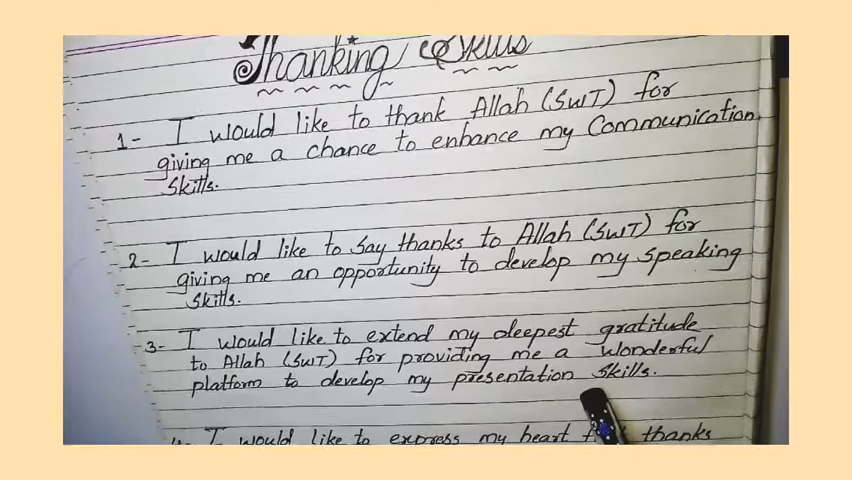 Thanking Skills
1- I would like to thank Allah (SWT) for
giving me a chance to enhance my Communication
Skills.
2- I would like to say thanks to Allah (SWT) for
giving me an opportunity to develop my speaking
Skills.
3- I would like to extend my deepest gratitude
to Allah (SWT) for providing me a wonderful
platform to develop my presentation skills.
I would like to express my heart thanks